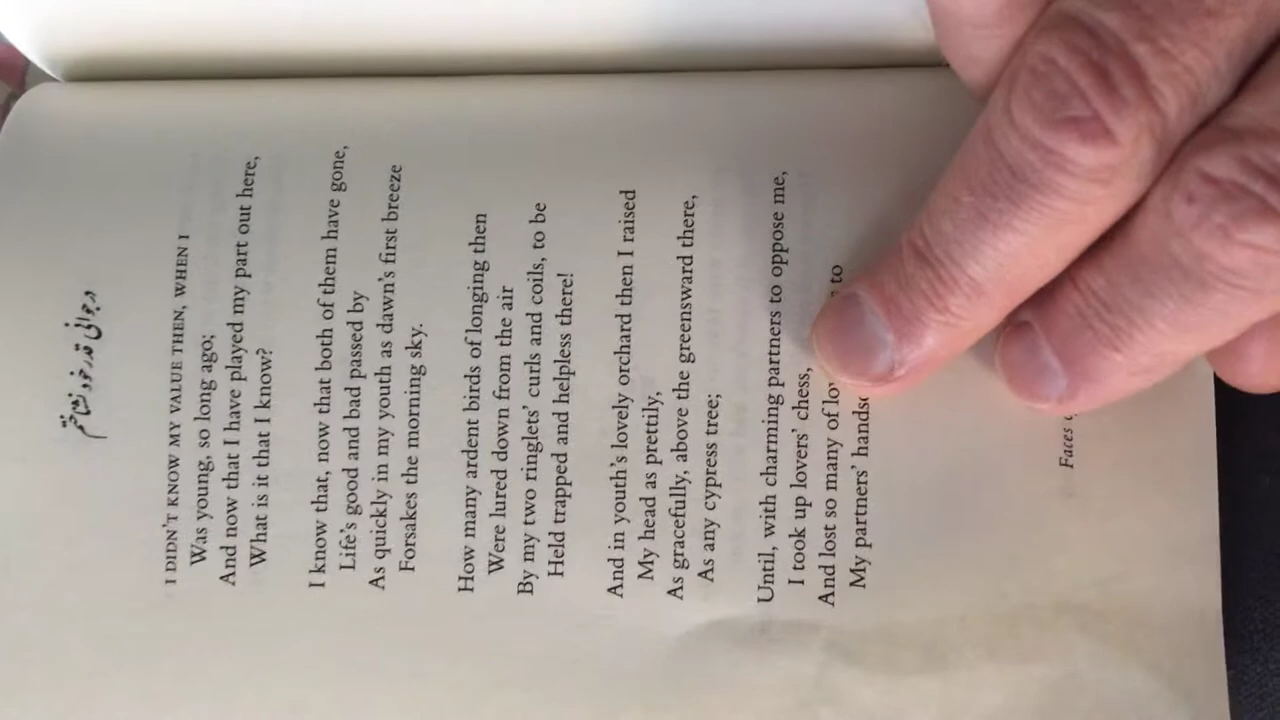 در جوانی قدر خود نشناختم
I DIDN'T KNOW MY VALUE THEN, WHEN I
Was young, so long ago;
And now that I have played my part out here,
What is it that I know?
I know that, now that both of them have gone,
Life's good and bad passed by
As quickly in my youth as dawn's first breeze
Forsakes the morning sky.
How many ardent birds of longing then
Were lured down from the air
By my two ringlets' curls and coils, to be
Held trapped and helpless there!
And in youth's lovely orchard then I raised
My head as prettily,
As gracefully, above the greensward there,
As any cypress tree;
Until, with charming partners to oppose me,
I took up lovers' chess,
And lost so many of to
My partners'
Faces